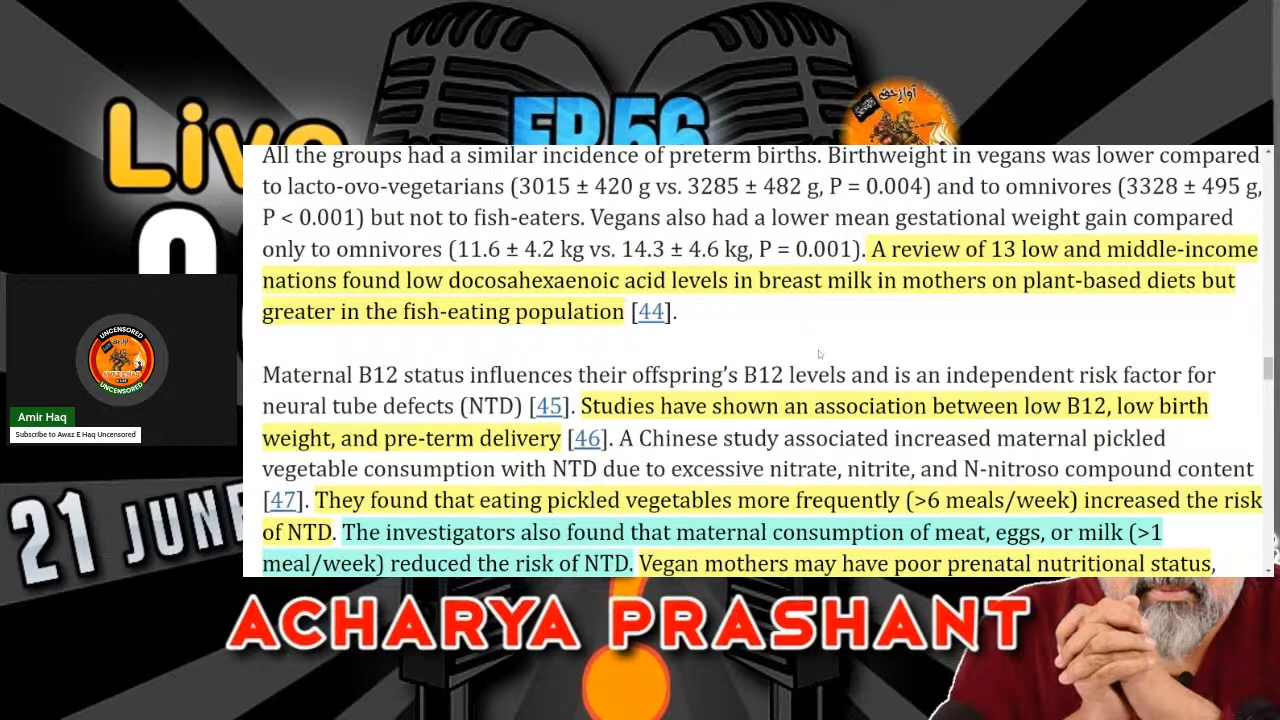 Live
EP 56
آوازِحق
All the groups had a similar incidence of preterm births. Birthweight in vegans was lower compared
to lacto-ovo-vegetarians (3015 ± 420 g vs. 3285 ± 482 g, P = 0.004) and to omnivores (3328 ± 495 g,
P < 0.001) but not to fish-eaters. Vegans also had a lower mean gestational weight gain compared
only to omnivores (11.6 ± 4.2 kg vs. 14.3 ± 4.6 kg, P = 0.001). A review of 13 low and middle-income
nations found low docosahexaenoic acid levels in breast milk in mothers on plant-based diets but
greater in the fish-eating population [44].
Maternal B12 status influences their offspring’s B12 levels and is an independent risk factor for
neural tube defects (NTD) [45]. Studies have shown an association between low B12, low birth
weight, and pre-term delivery [46]. A Chinese study associated increased maternal pickled
vegetable consumption with NTD due to excessive nitrate, nitrite, and N-nitroso compound content
[47]. They found that eating pickled vegetables more frequently (>6 meals/week) increased the risk
of NTD. The investigators also found that maternal consumption of meat, eggs, or milk (>1
meal/week) reduced the risk of NTD. Vegan mothers may have poor prenatal nutritional status,
UNCENSORED
UNCENSORED
Amir Haq
Subscribe to Awaz E Haq Uncensored
21 JUNE
ACHARYA PRASHANT